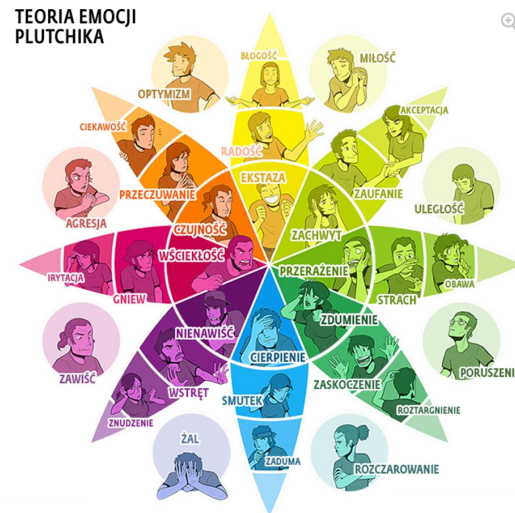 TEORIA EMOCJI
PLUTCHIKA
BŁOGOŚĆ
MIŁOŚĆ
OPTYMIZM
AKCEPTACJA
CIEKAWOŚĆ
RADOŚĆ
EKSTAZA
PRZECZUWANIE
ZAUFANIE
AGRESJA
ULEGŁOŚĆ
CZUJNOŚĆ
ZACHWYT
WŚCIEKŁOŚĆ
PRZERAŻENIE
IRYTACJA
OBAWA
GNIEW
STRACH
ZDUMIENIE
NIENAWIŚĆ
CIERPIENIE
PORUSZENI
ZAWIŚĆ
ZASKOCZENIE
WSTRĘT
SMUTEK
ROZTARGNIENIE
ZNUDZENIE
ŻAL
ZADUMA
ROZCZAROWANIE